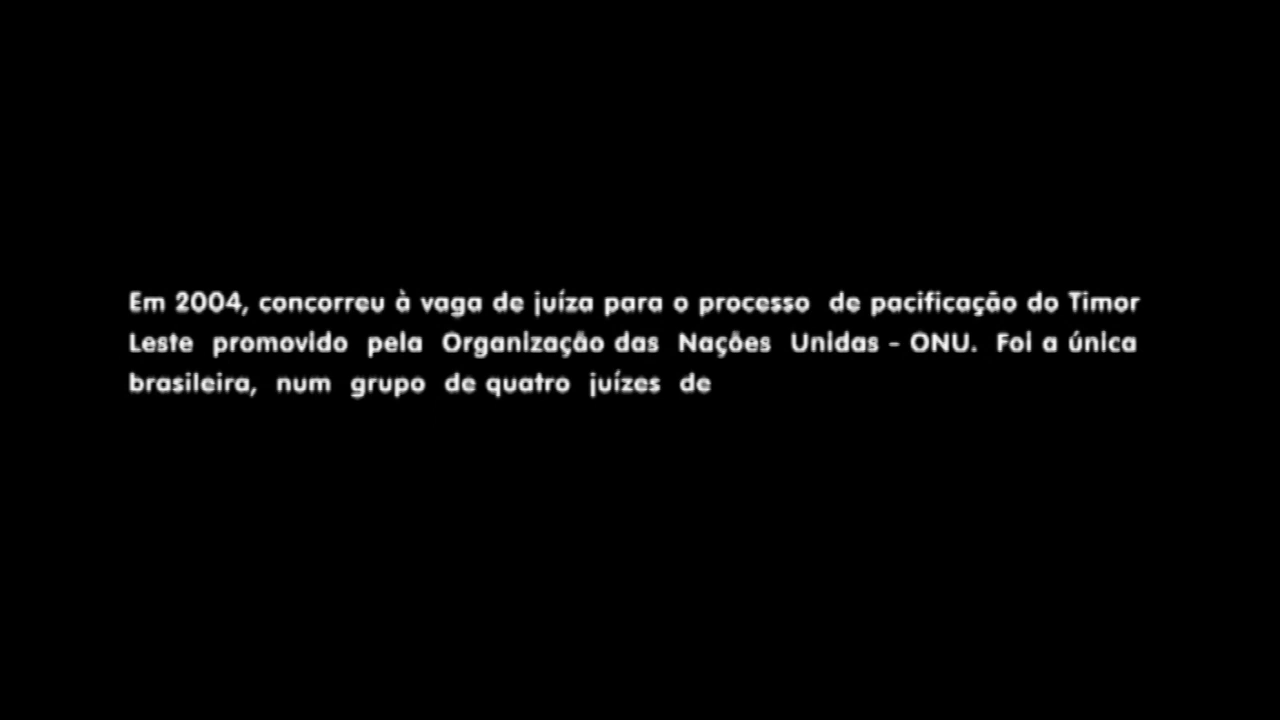 Em 2004, concorreu à vaga de juíza para o processo de pacificação do Timor
Leste promovido pela Organização das Nações Unidas - ONU. Foi a única
brasileira, num grupo de quatro juízes de